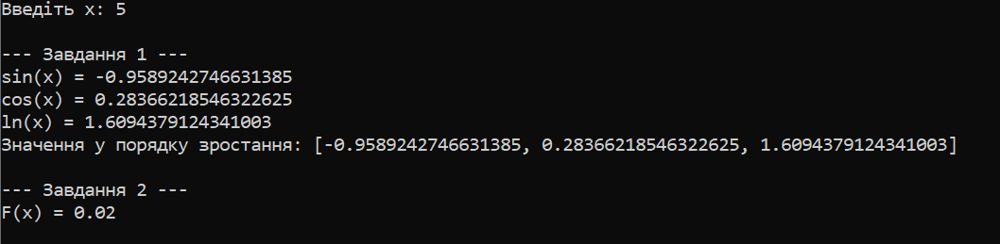 Введіть x: 5
--- Завдання 1 ---
sin(x) = -0.9589242746631385
cos(x) = 0.28366218546322625
ln(x) = 1.6094379124341003
Значення у порядку зростання: [-0.9589242746631385, 0.28366218546322625, 1.6094379124341003]
--- Завдання 2 ---
F(x) = 0.02